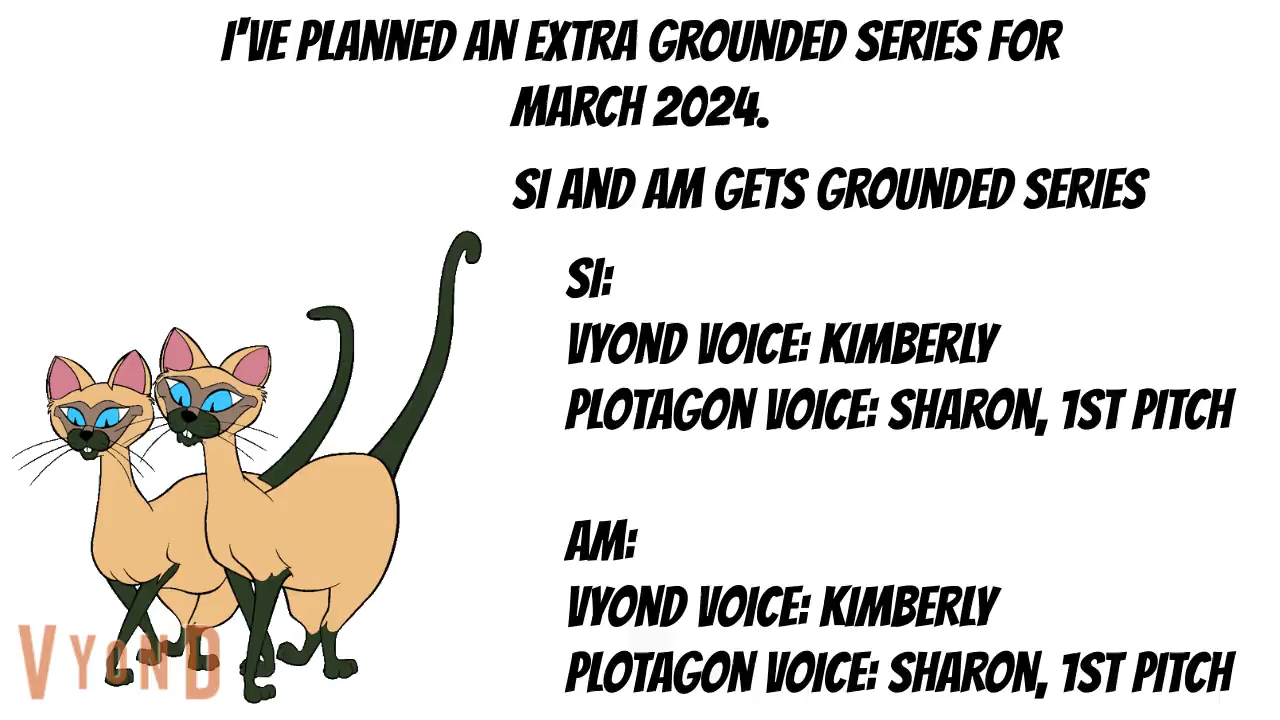 I'VE PLANNED AN EXTRA GROUNDED SERIES FOR
MARCH 2024.
SI AND AM GETS GROUNDED SERIES
SI:
VYOND VOICE: KIMBERLY
PLOTAGON VOICE: SHARON, 1ST PITCH
AM:
VYOND VOICE: KIMBERLY
PLOTAGON VOICE: SHARON, 1ST PITCH
VYOND